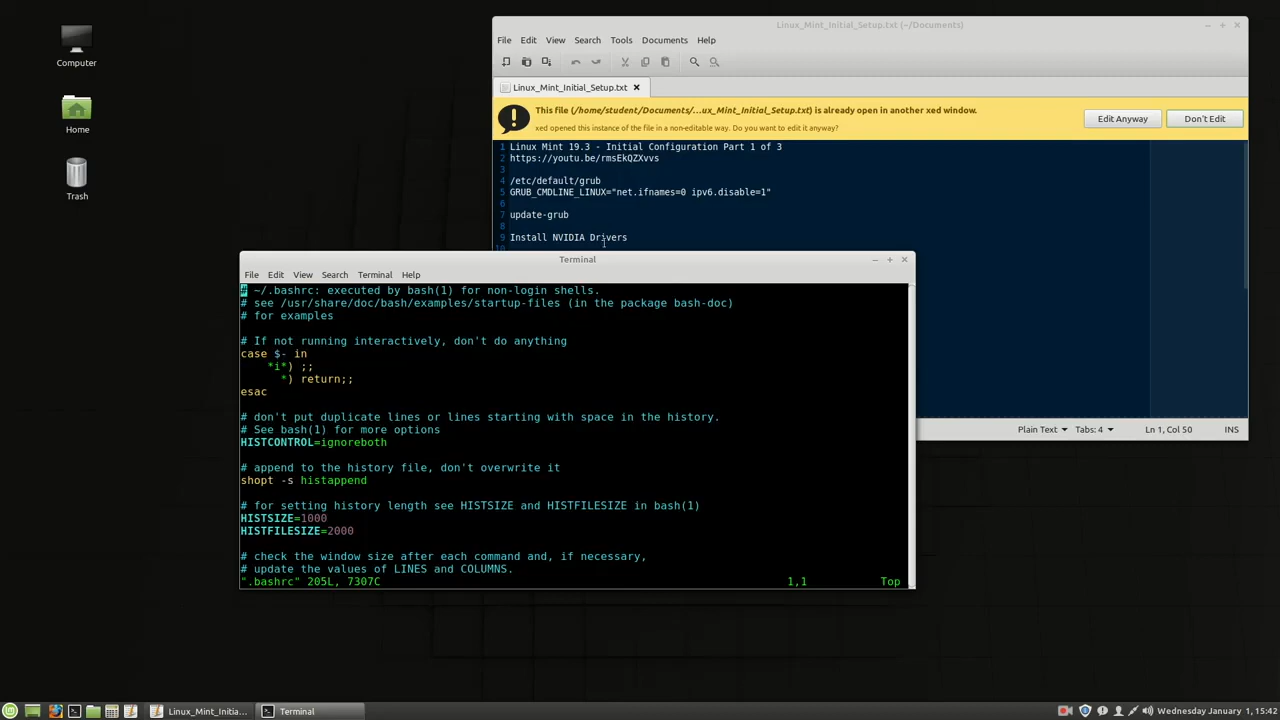 Computer
Home
Trash
Linux_Mint_Initial_Setup.txt (~/Documents)
File Edit View Search Tools Documents Help
Linux_Mint_Initial_Setup.txt
This file (/home/student/Documents/...ux_Mint_Initial_Setup.txt) is already open in another xed window.
xed opened this instance of the file in a non-editable way. Do you want to edit it anyway?
Edit Anyway
Don't Edit
1 Linux Mint 19.3 - Initial Configuration Part 1 of 3
2 https://youtu.be/rmsEkQZXvvs
3
4 /etc/default/grub
5 GRUB_CMDLINE_LINUX="net.ifnames=0 ipv6.disable=1"
6
7 update-grub
8
9 Install NVIDIA Drivers
10
Plain Text Tabs: 4 Ln 1, Col 50 INS
Terminal
File Edit View Search Terminal Help
# ~/.bashrc: executed by bash(1) for non-login shells.
# see /usr/share/doc/bash/examples/startup-files (in the package bash-doc)
# for examples
# If not running interactively, don't do anything
case $- in
*i*) ;;
*) return;;
esac
# don't put duplicate lines or lines starting with space in the history.
# See bash(1) for more options
HISTCONTROL=ignoreboth
# append to the history file, don't overwrite it
shopt -s histappend
# for setting history length see HISTSIZE and HISTFILESIZE in bash(1)
HISTSIZE=1000
HISTFILESIZE=2000
# check the window size after each command and, if necessary,
# update the values of LINES and COLUMNS.
".bashrc" 205L, 7307C 1,1 Top
Linux_Mint_Initia...
Terminal
Wednesday January 1, 15:42